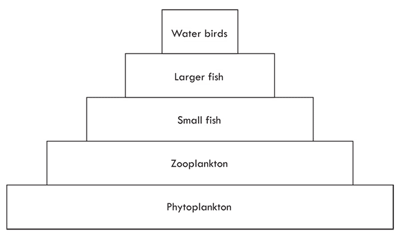 Water birds
Larger fish
Small fish
Zooplankton
Phytoplankton